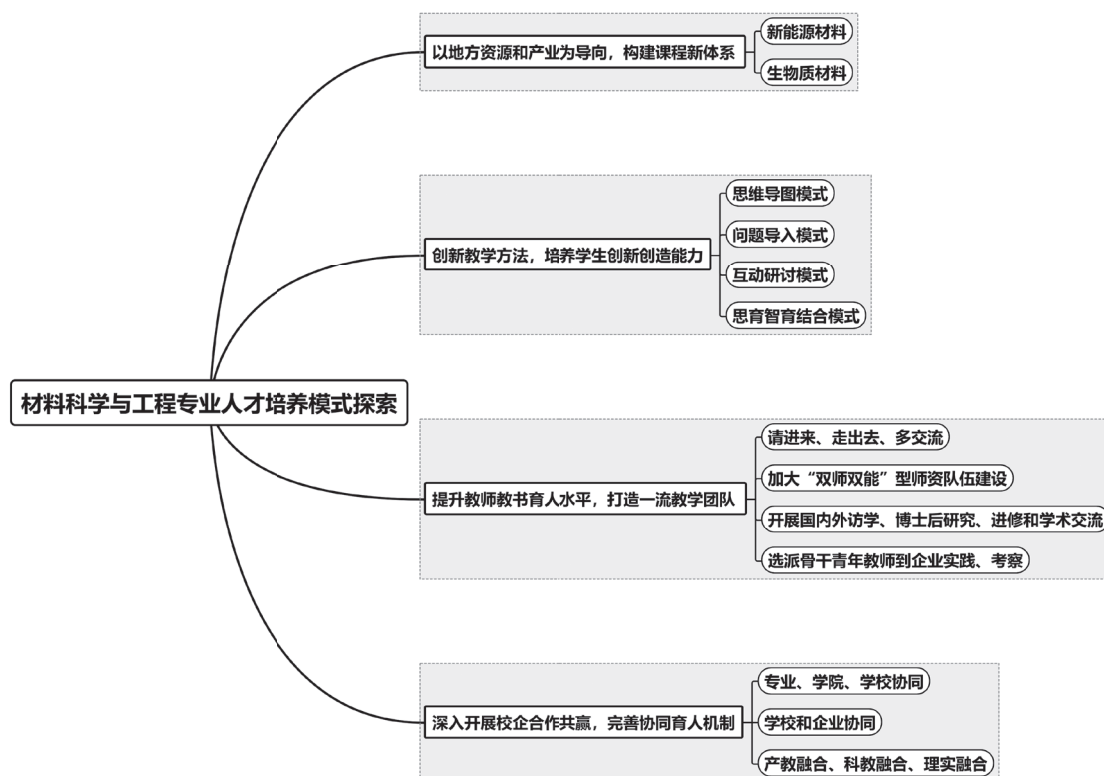 材料科学与工程专业人才培养模式探索
以地方资源和产业为导向，构建课程新体系
新能源材料
生物质材料
创新教学方法，培养学生创新创造能力
思维导图模式
问题导入模式
互动研讨模式
思育智育结合模式
提升教师教书育人水平，打造一流教学团队
请进来、走出去、多交流
加大“双师双能”型师资队伍建设
开展国内外访学、博士后研究、进修和学术交流
选派骨干青年教师到企业实践、考察
深入开展校企合作共赢，完善协同育人机制
专业、学院、学校协同
学校和企业协同
产教融合、科教融合、理实融合